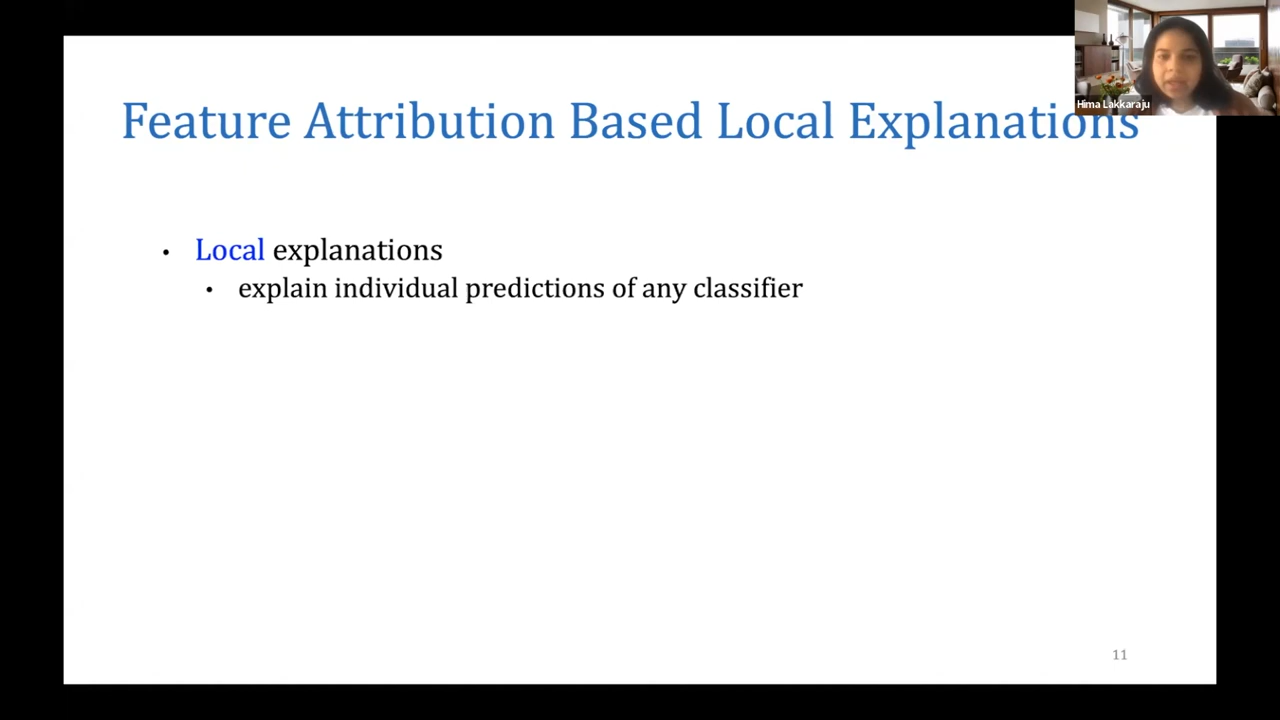 Hima Lakkaraju
Feature Attribution Based Local Explanations
• Local explanations
• explain individual predictions of any classifier
11